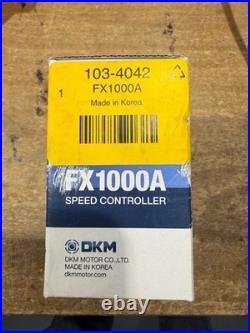 103-4042
FX1000A
1
Made in Korea
FX1000A
SPEED CONTROLLER
DKM
DKM MOTOR CO.,LTD.
MADE IN KOREA
dkmmotor.com